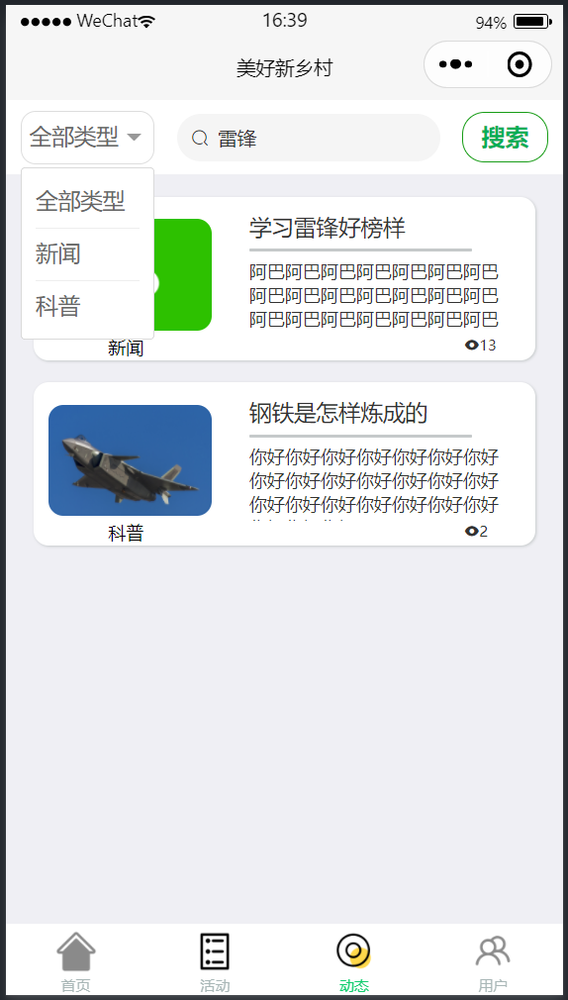 WeChat 16:39 94%
美好新乡村
全部类型 雷锋 搜索
全部类型
新闻
科普
学习雷锋好榜样
阿巴阿巴阿巴阿巴阿巴阿巴阿巴
阿巴阿巴阿巴阿巴阿巴阿巴阿巴
阿巴阿巴阿巴阿巴阿巴阿巴阿巴
新闻 13
钢铁是怎样炼成的
你好你好你好你好你好你好你好
你好你好你好你好你好你好你好
你好你好你好你好你好你好你好
科普 2
首页 活动 动态 用户